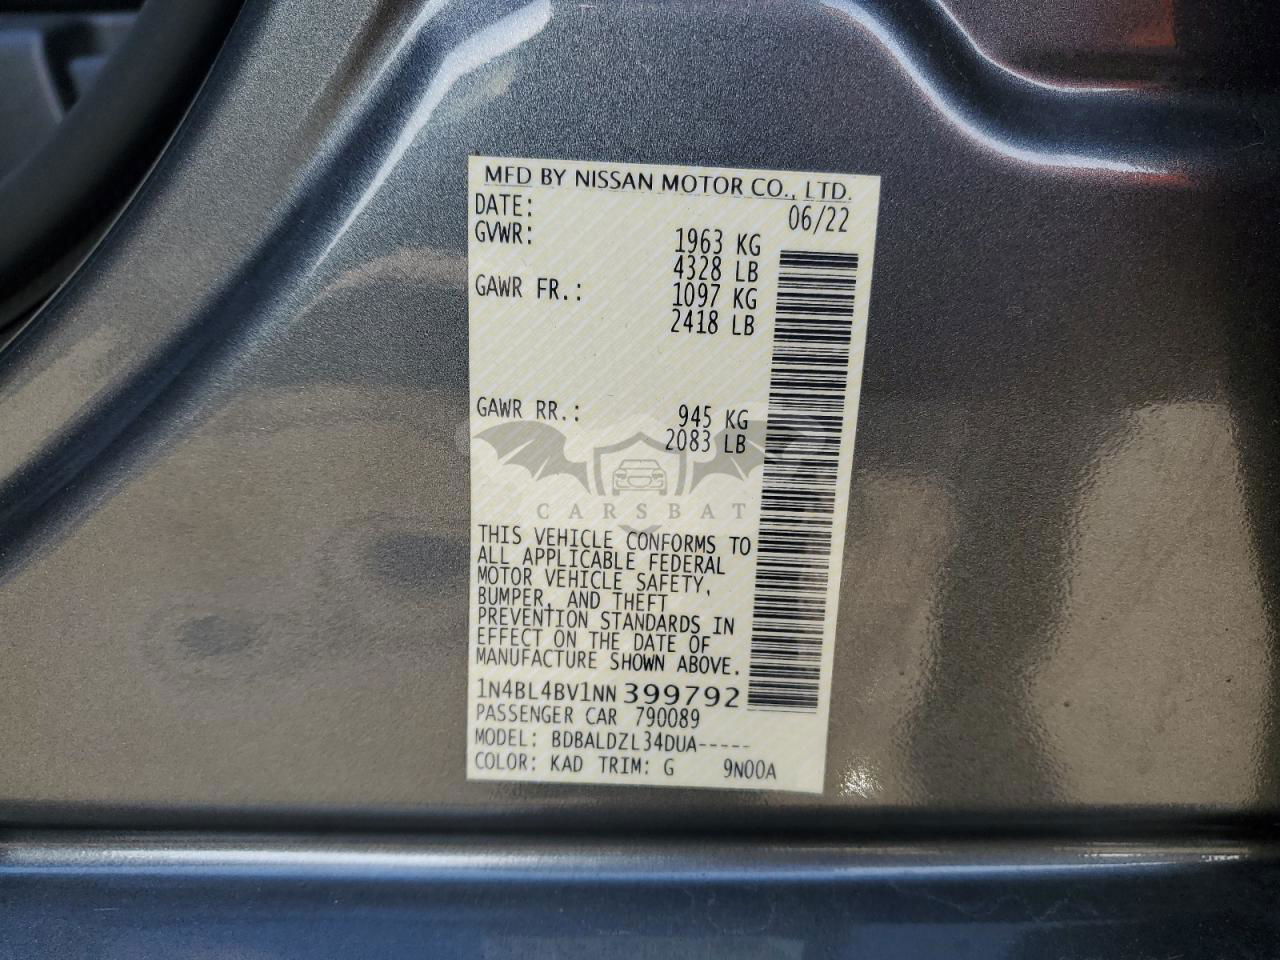 MFD BY NISSAN MOTOR CO., LTD.
DATE: 06/22
GVWR: 1963 KG
4328 LB
GAWR FR.: 1097 KG
2418 LB
GAWR RR.: 945 KG
2083 LB
CARSBAT
THIS VEHICLE CONFORMS TO
ALL APPLICABLE FEDERAL
MOTOR VEHICLE SAFETY,
BUMPER, AND THEFT
PREVENTION STANDARDS IN
EFFECT ON THE DATE OF
MANUFACTURE SHOWN ABOVE.
1N4BL4BV1NN399792
PASSENGER CAR 790089
MODEL: BDBALDZL34DUA-----
COLOR: KAD TRIM: G 9N00A